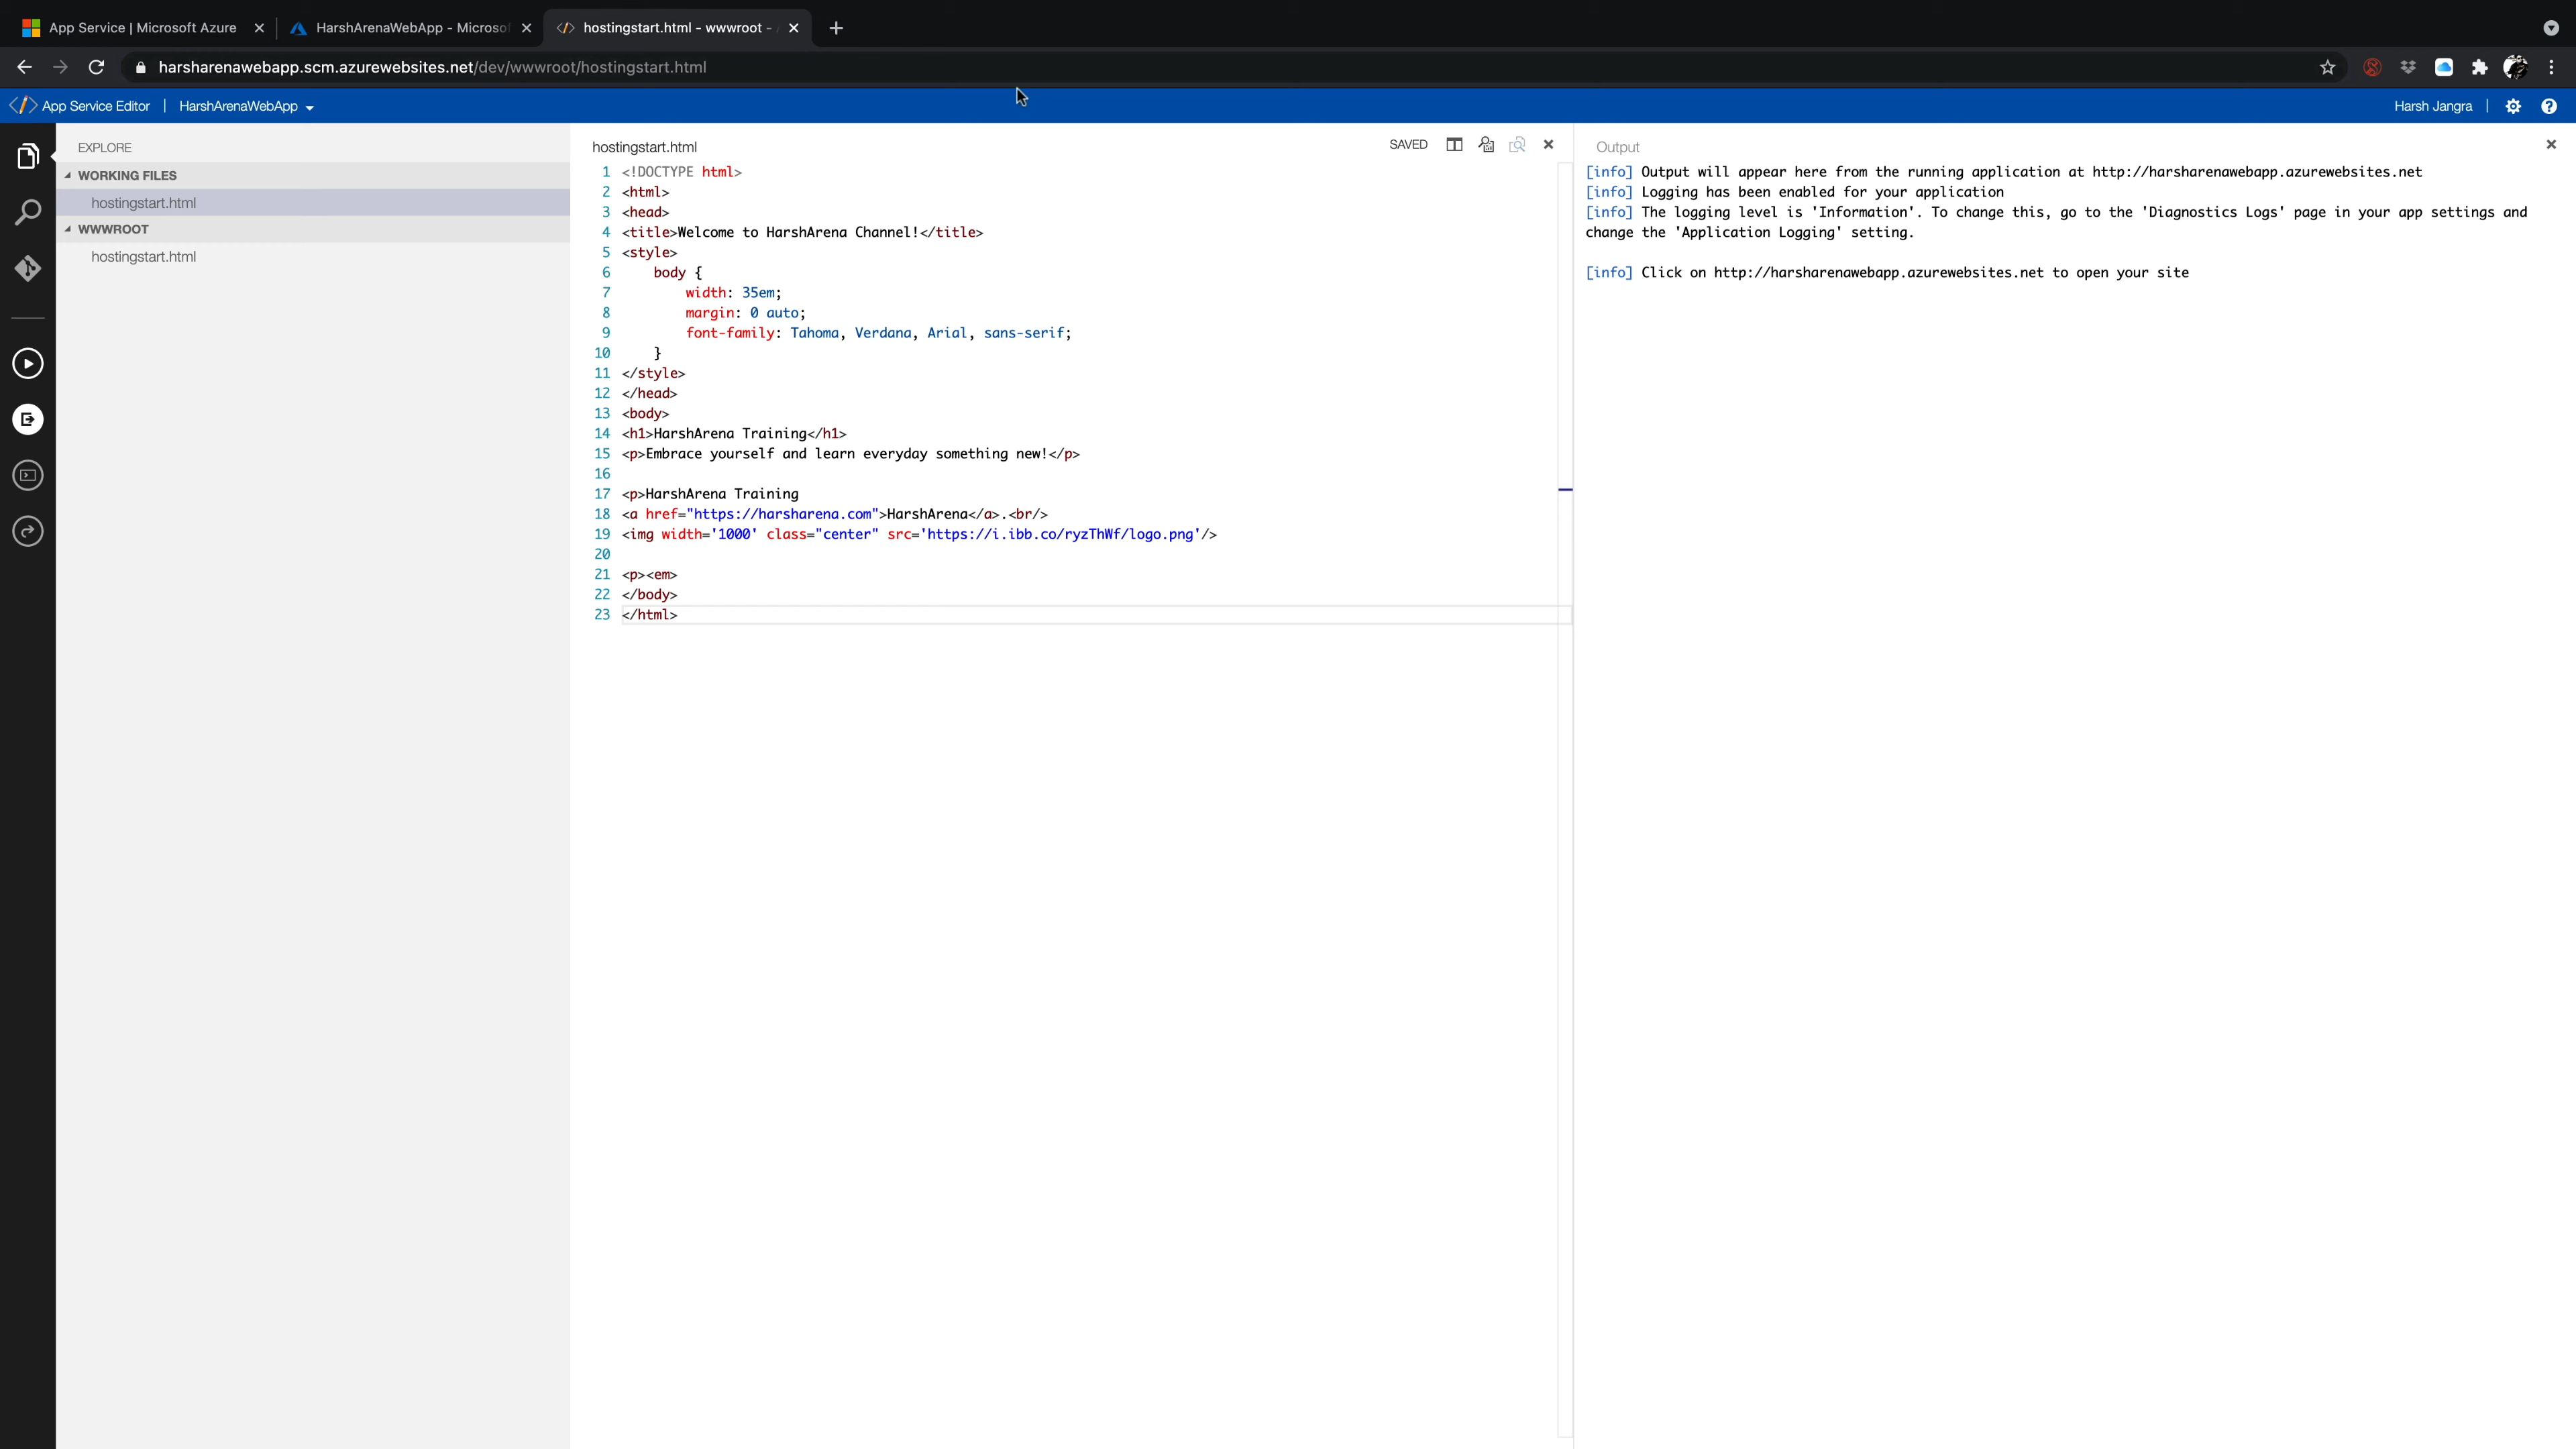 App Service | Microsoft Azure
HarshArenaWebApp - Microsof
hostingstart.html - wwwroot -
harsharenawebapp.scm.azurewebsites.net/dev/wwwroot/hostingstart.html
App Service Editor | HarshArenaWebApp
Harsh Jangra |
EXPLORE
WORKING FILES
hostingstart.html
WWWROOT
hostingstart.html
hostingstart.html
SAVED
1 <!DOCTYPE html>
2 <html>
3 <head>
4 <title>Welcome to HarshArena Channel!</title>
5 <style>
6     body {
7         width: 35em;
8         margin: 0 auto;
9         font-family: Tahoma, Verdana, Arial, sans-serif;
10     }
11 </style>
12 </head>
13 <body>
14 <h1>HarshArena Training</h1>
15 <p>Embrace yourself and learn everyday something new!</p>
16
17 <p>HarshArena Training
18 <a href="https://harsharena.com">HarshArena</a>.<br/>
19 <img width='1000' class="center" src='https://i.ibb.co/ryzThWf/logo.png'/>
20
21 <p><em>
22 </body>
23 </html>
Output
[info] Output will appear here from the running application at http://harsharenawebapp.azurewebsites.net
[info] Logging has been enabled for your application
[info] The logging level is 'Information'. To change this, go to the 'Diagnostics Logs' page in your app settings and
change the 'Application Logging' setting.
[info] Click on http://harsharenawebapp.azurewebsites.net to open your site